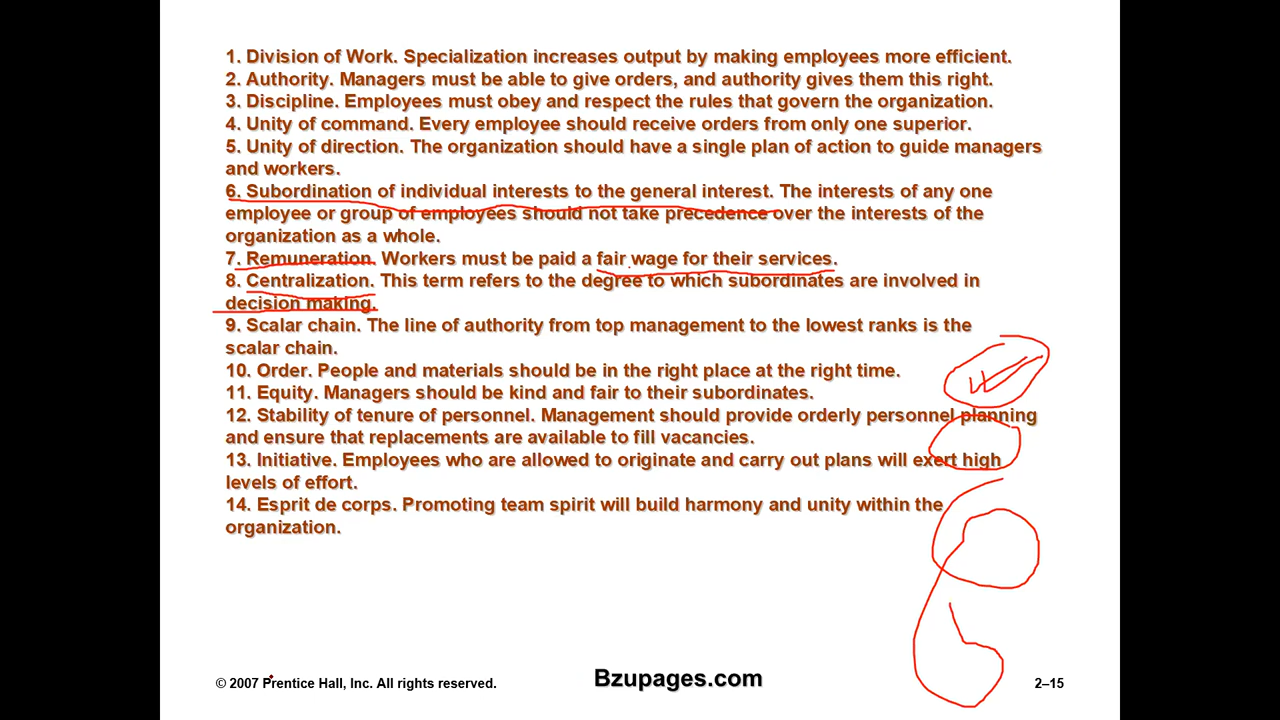 1. Division of Work. Specialization increases output by making employees more efficient.
2. Authority. Managers must be able to give orders, and authority gives them this right.
3. Discipline. Employees must obey and respect the rules that govern the organization.
4. Unity of command. Every employee should receive orders from only one superior.
5. Unity of direction. The organization should have a single plan of action to guide managers
and workers.
6. Subordination of individual interests to the general interest. The interests of any one
employee or group of employees should not take precedence over the interests of the
organization as a whole.
7. Remuneration. Workers must be paid a fair wage for their services.
8. Centralization. This term refers to the degree to which subordinates are involved in
decision making.
9. Scalar chain. The line of authority from top management to the lowest ranks is the
scalar chain.
10. Order. People and materials should be in the right place at the right time.
11. Equity. Managers should be kind and fair to their subordinates.
12. Stability of tenure of personnel. Management should provide orderly personnel planning
and ensure that replacements are available to fill vacancies.
13. Initiative. Employees who are allowed to originate and carry out plans will exert high
levels of effort.
14. Esprit de corps. Promoting team spirit will build harmony and unity within the
organization.
© 2007 Prentice Hall, Inc. All rights reserved.
Bzupages.com
2–15